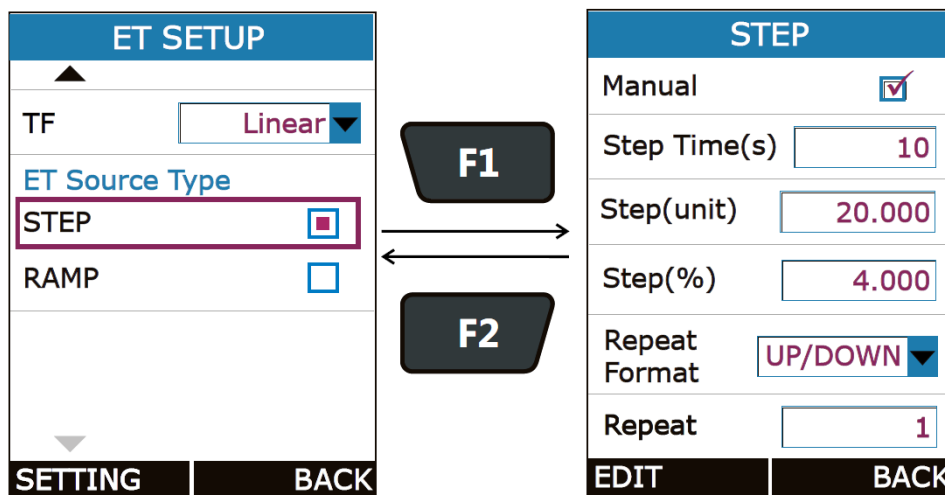 ET SETUP
TF Linear
ET Source Type
STEP
RAMP
SETTING BACK
F1
F2
STEP
Manual
Step Time(s) 10
Step(unit) 20.000
Step(%) 4.000
Repeat
Format UP/DOWN
Repeat 1
EDIT BACK